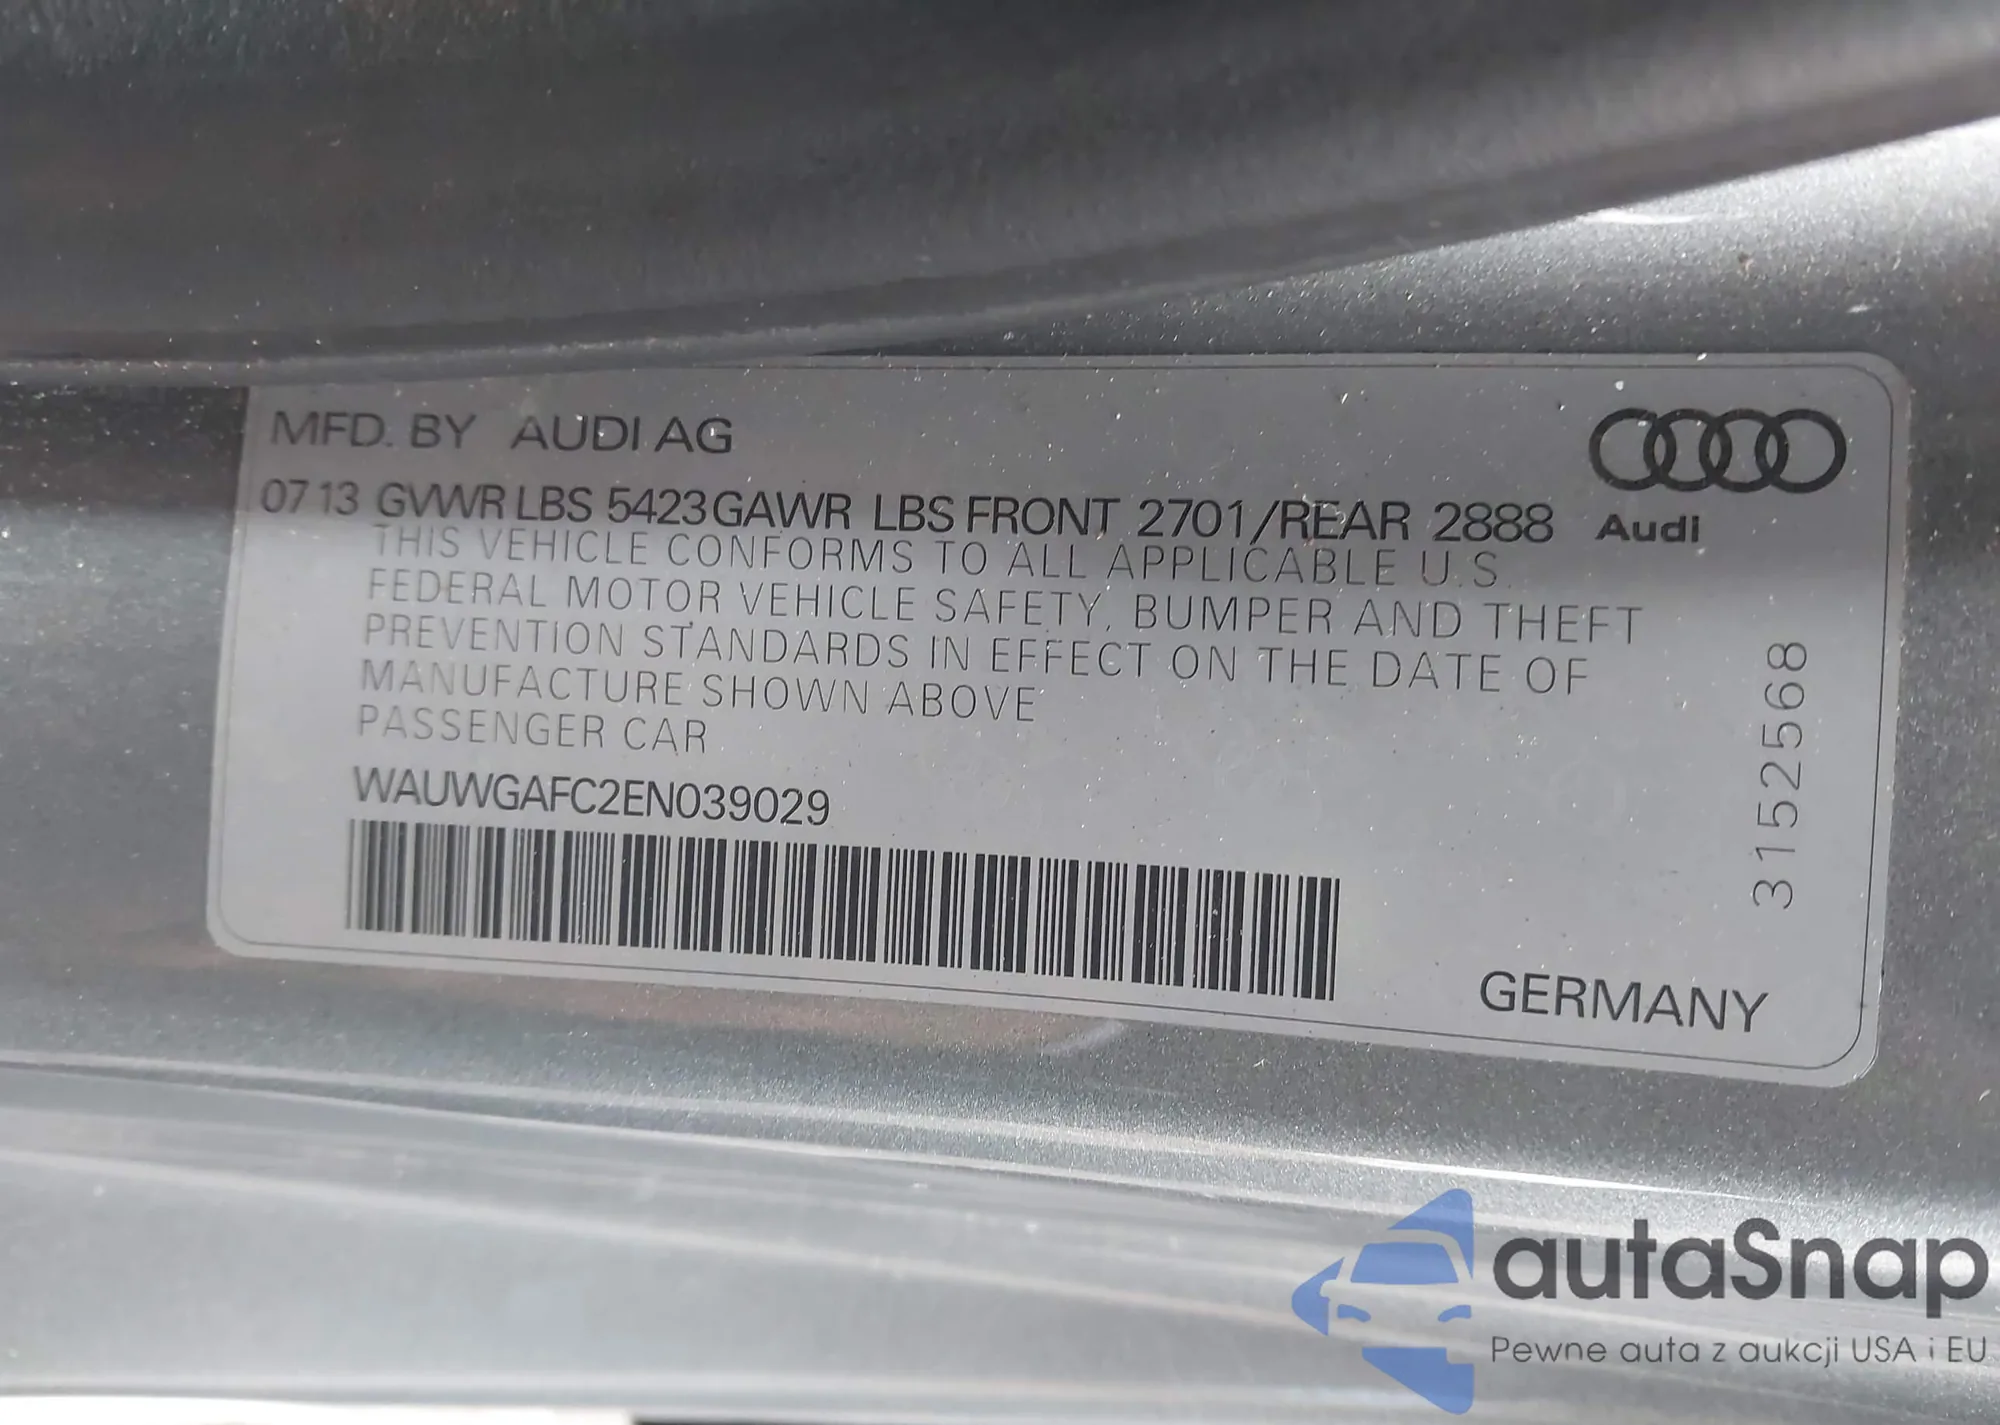 MFD. BY AUDI AG
07 13 GVWR LBS 5423 GAWR LBS FRONT 2701/REAR 2888
Audi
THIS VEHICLE CONFORMS TO ALL APPLICABLE U.S.
FEDERAL MOTOR VEHICLE SAFETY, BUMPER AND THEFT
PREVENTION STANDARDS IN EFFECT ON THE DATE OF
MANUFACTURE SHOWN ABOVE
PASSENGER CAR
WAUWGAFC2EN039029
3152568
GERMANY
autaSnap
Pewne auta z aukcji USA i EU